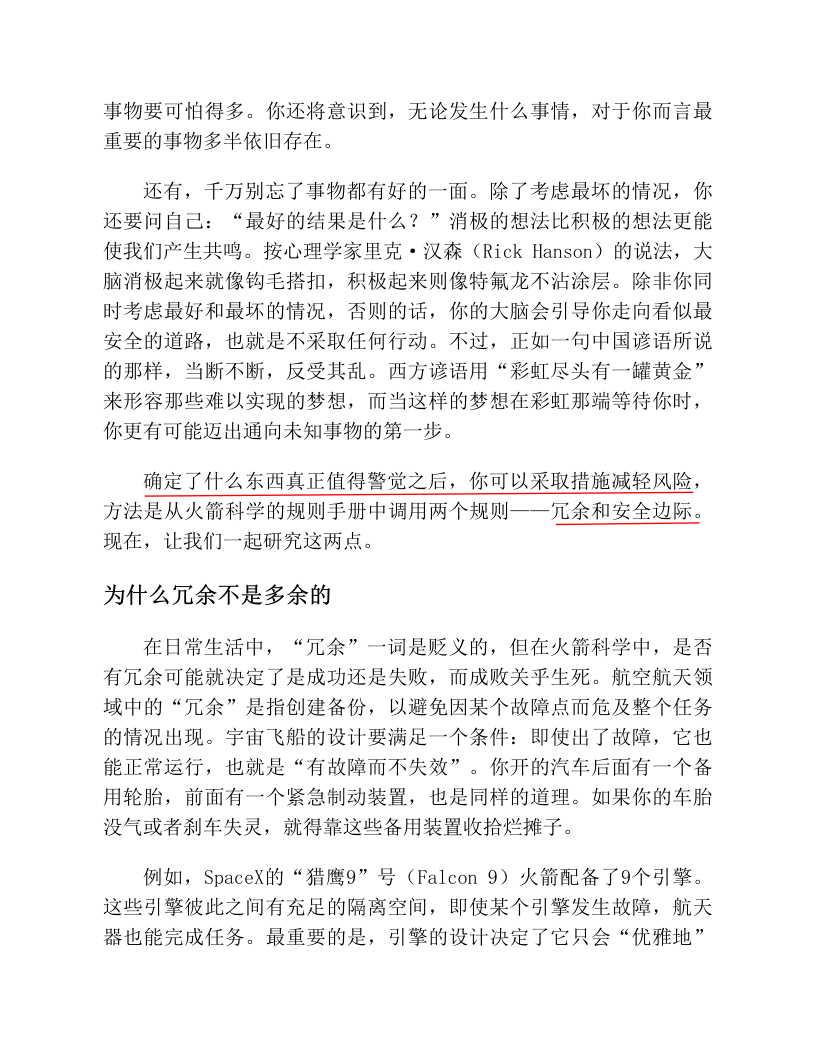 事物要可怕得多。你还将意识到，无论发生什么事情，对于你而言最
重要的事物多半依旧存在。
还有，千万别忘了事物都有好的一面。除了考虑最坏的情况，你
还要问自己：“最好的结果是什么？”消极的想法比积极的想法更能
使我们产生共鸣。按心理学家里克·汉森（Rick Hanson）的说法，大
脑消极起来就像钩毛搭扣，积极起来则像特氟龙不沾涂层。除非你同
时考虑最好和最坏的情况，否则的话，你的大脑会引导你走向看似最
安全的道路，也就是不采取任何行动。不过，正如一句中国谚语所说
的那样，当断不断，反受其乱。西方谚语用“彩虹尽头有一罐黄金”
来形容那些难以实现的梦想，而当这样的梦想在彩虹那端等待你时，
你更有可能迈出通向未知事物的第一步。
确定了什么东西真正值得警觉之后，你可以采取措施减轻风险，
方法是从火箭科学的规则手册中调用两个规则——冗余和安全边际。
现在，让我们一起研究这两点。
为什么冗余不是多余的
在日常生活中，“冗余”一词是贬义的，但在火箭科学中，是否
有冗余可能就决定了是成功还是失败，而成败关乎生死。航空航天领
域中的“冗余”是指创建备份，以避免因某个故障点而危及整个任务
的情况出现。宇宙飞船的设计要满足一个条件：即使出了故障，它也
能正常运行，也就是“有故障而不失效”。你开的汽车后面有一个备
用轮胎，前面有一个紧急制动装置，也是同样的道理。如果你的车胎
没气或者刹车失灵，就得靠这些备用装置收拾烂摊子。
例如，SpaceX的“猎鹰9”号（Falcon 9）火箭配备了9个引擎。
这些引擎彼此之间有充足的隔离空间，即使某个引擎发生故障，航天
器也能完成任务。最重要的是，引擎的设计决定了它只会“优雅地”